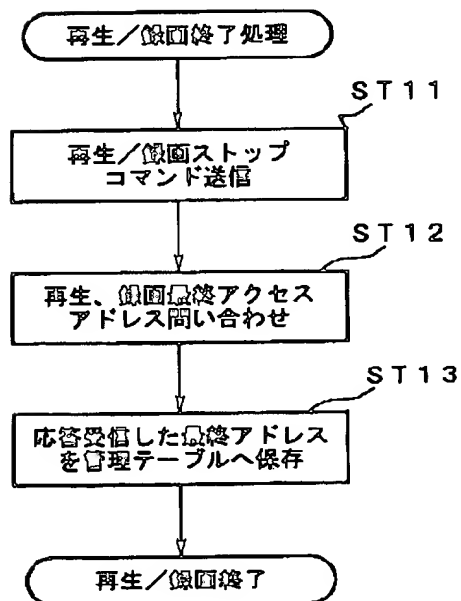 再生／録画終了処理
ST11
再生／録画ストップ
コマンド送信
ST12
再生、録画最終アクセス
アドレス問い合わせ
ST13
応答受信した最終アドレス
を管理テーブルへ保存
再生／録画終了